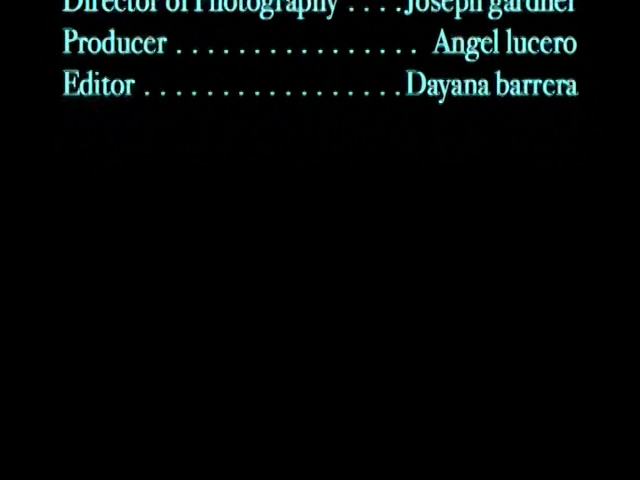 Director of Photography . . . . Joseph gardner
Producer . . . . . . . . . . . . . . . . . Angel lucero
Editor . . . . . . . . . . . . . . . . . . Dayana barrera